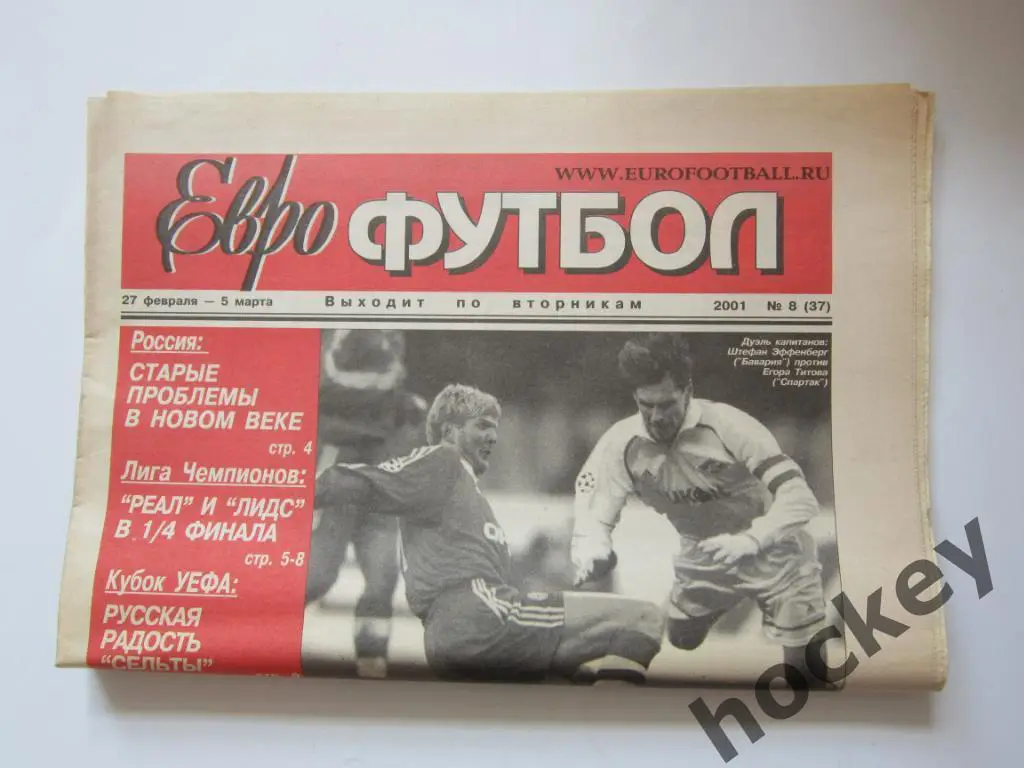 WWW.EUROFOOTBALL.RU
Евро ФУТБОЛ
27 февраля – 5 марта Выходит по вторникам 2001 № 8 (37)
Россия:
СТАРЫЕ
ПРОБЛЕМЫ
В НОВОМ ВЕКЕ
стр. 4
Лига Чемпионов:
"РЕАЛ" И "ЛИДС"
В 1/4 ФИНАЛА
стр. 5-8
Кубок УЕФА:
РУССКАЯ
РАДОСТЬ
"СЕЛЬТЫ"
Дуэль капитанов:
Штефан Эффенберг
("Бавария") против
Егора Титова
("Спартак")
hockey